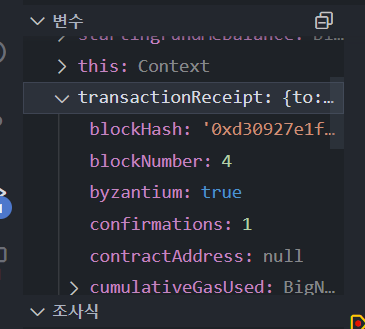 변수
startingFundMeBalance: Bi…
this: Context
transactionReceipt: {to:…
blockHash: '0xd30927e1f…
blockNumber: 4
byzantium: true
confirmations: 1
contractAddress: null
cumulativeGasUsed: BigN…
조사식